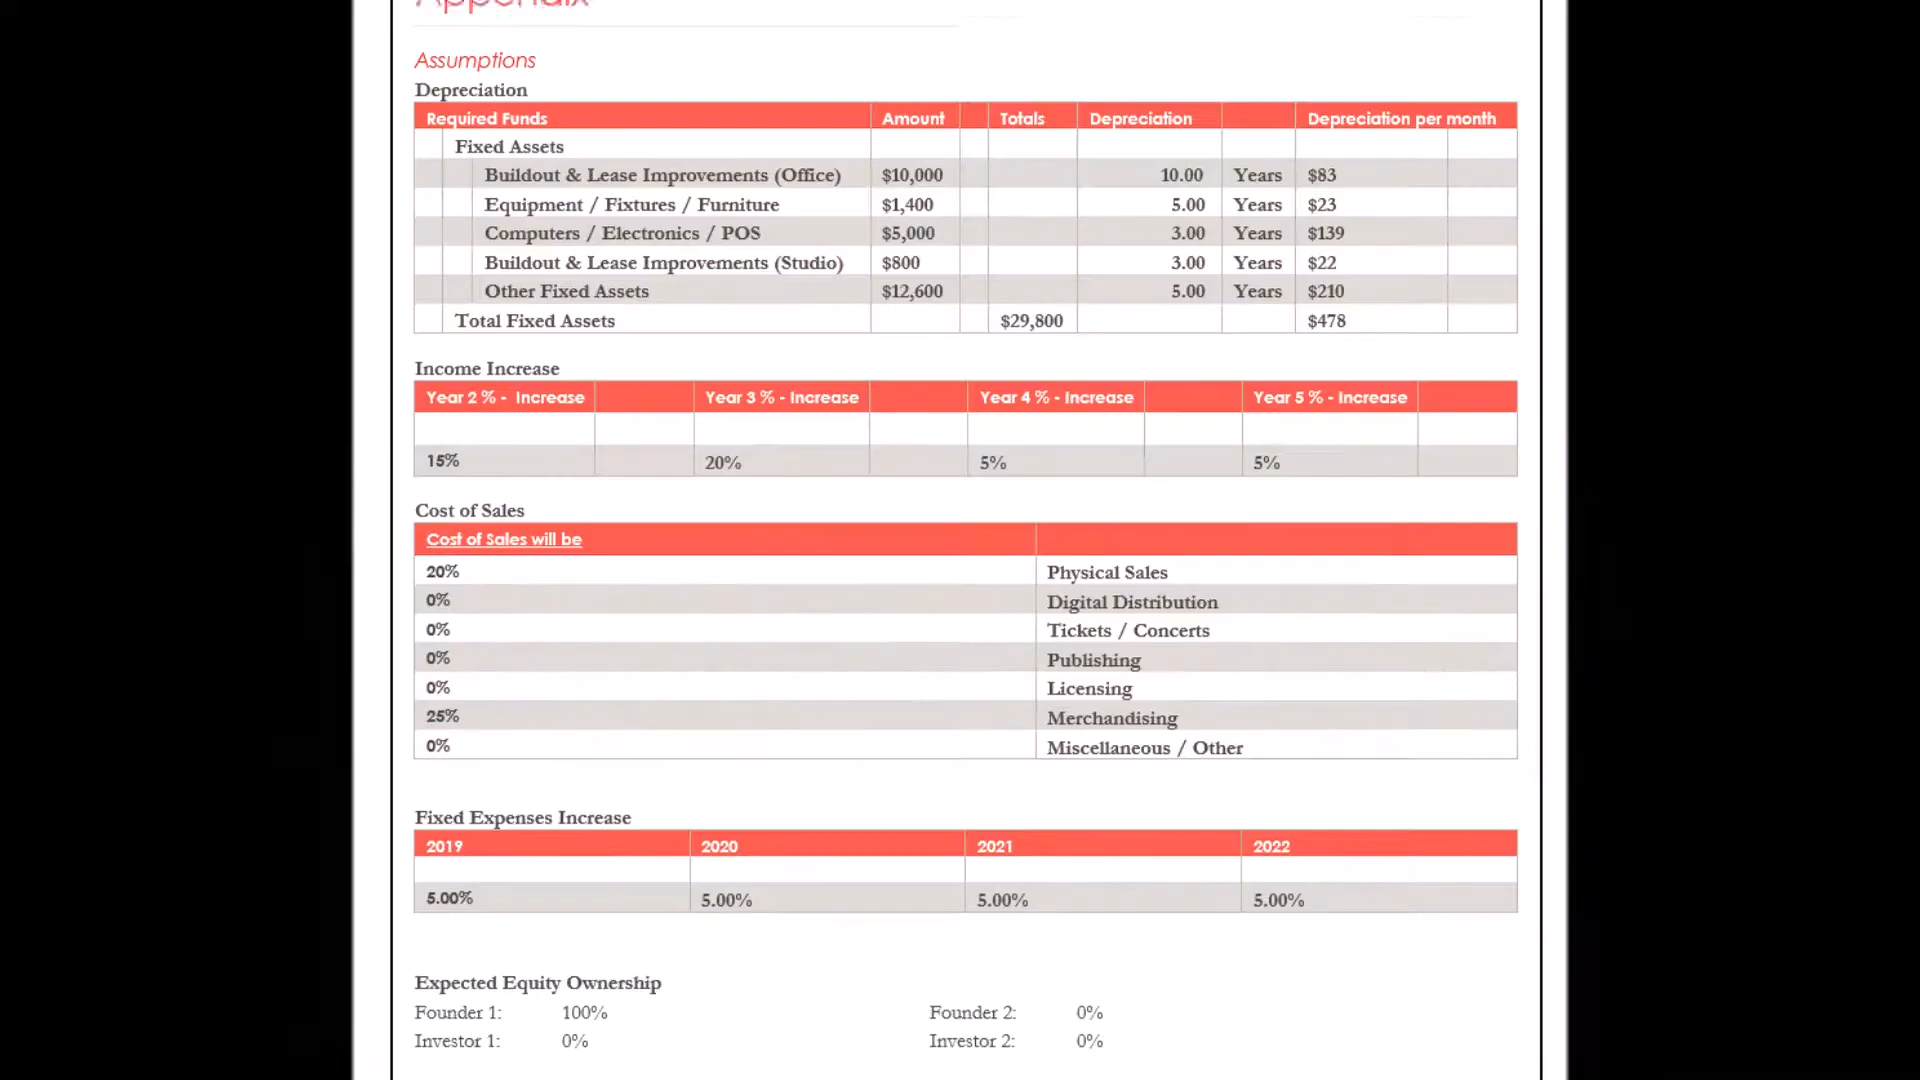 Appendix
Assumptions
Depreciation
Required Funds Amount Totals Depreciation Depreciation per month
Fixed Assets
Buildout & Lease Improvements (Office) $10,000 10.00 Years $83
Equipment / Fixtures / Furniture $1,400 5.00 Years $23
Computers / Electronics / POS $5,000 3.00 Years $139
Buildout & Lease Improvements (Studio) $800 3.00 Years $22
Other Fixed Assets $12,600 5.00 Years $210
Total Fixed Assets $29,800 $478
Income Increase
Year 2 % - Increase Year 3 % - Increase Year 4 % - Increase Year 5 % - Increase
15% 20% 5% 5%
Cost of Sales
Cost of Sales will be
20% Physical Sales
0% Digital Distribution
0% Tickets / Concerts
0% Publishing
0% Licensing
25% Merchandising
0% Miscellaneous / Other
Fixed Expenses Increase
2019 2020 2021 2022
5.00% 5.00% 5.00% 5.00%
Expected Equity Ownership
Founder 1: 100% Founder 2: 0%
Investor 1: 0% Investor 2: 0%